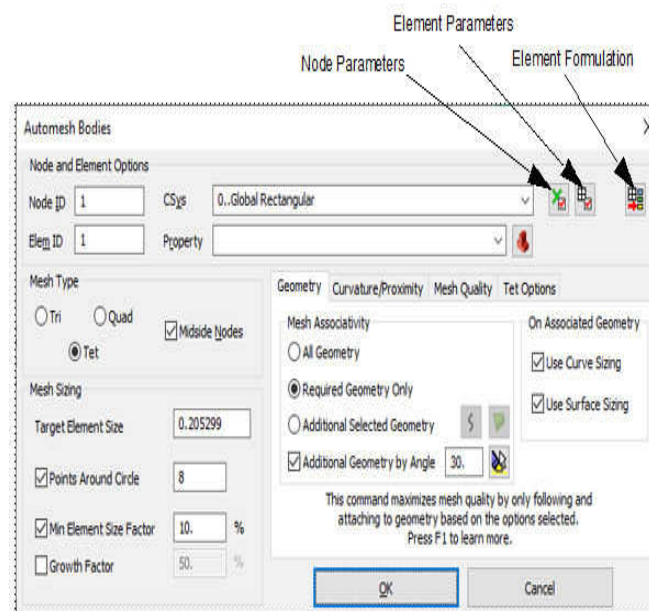 Element Parameters
Node Parameters
Element Formulation
Automesh Bodies
Node and Element Options
Node ID 1 CSys 0..Global Rectangular
Elem ID 1 Property
Mesh Type
Tri Quad
Tet
Midside Nodes
Mesh Sizing
Target Element Size 0.205299
Points Around Circle 8
Min Element Size Factor 10. %
Growth Factor 50. %
Geometry Curvature/Proximity Mesh Quality Tet Options
Mesh Associativity
All Geometry
Required Geometry Only
Additional Selected Geometry
Additional Geometry by Angle 30.
On Associated Geometry
Use Curve Sizing
Use Surface Sizing
This command maximizes mesh quality by only following and
attaching to geometry based on the options selected.
Press F1 to learn more.
OK Cancel